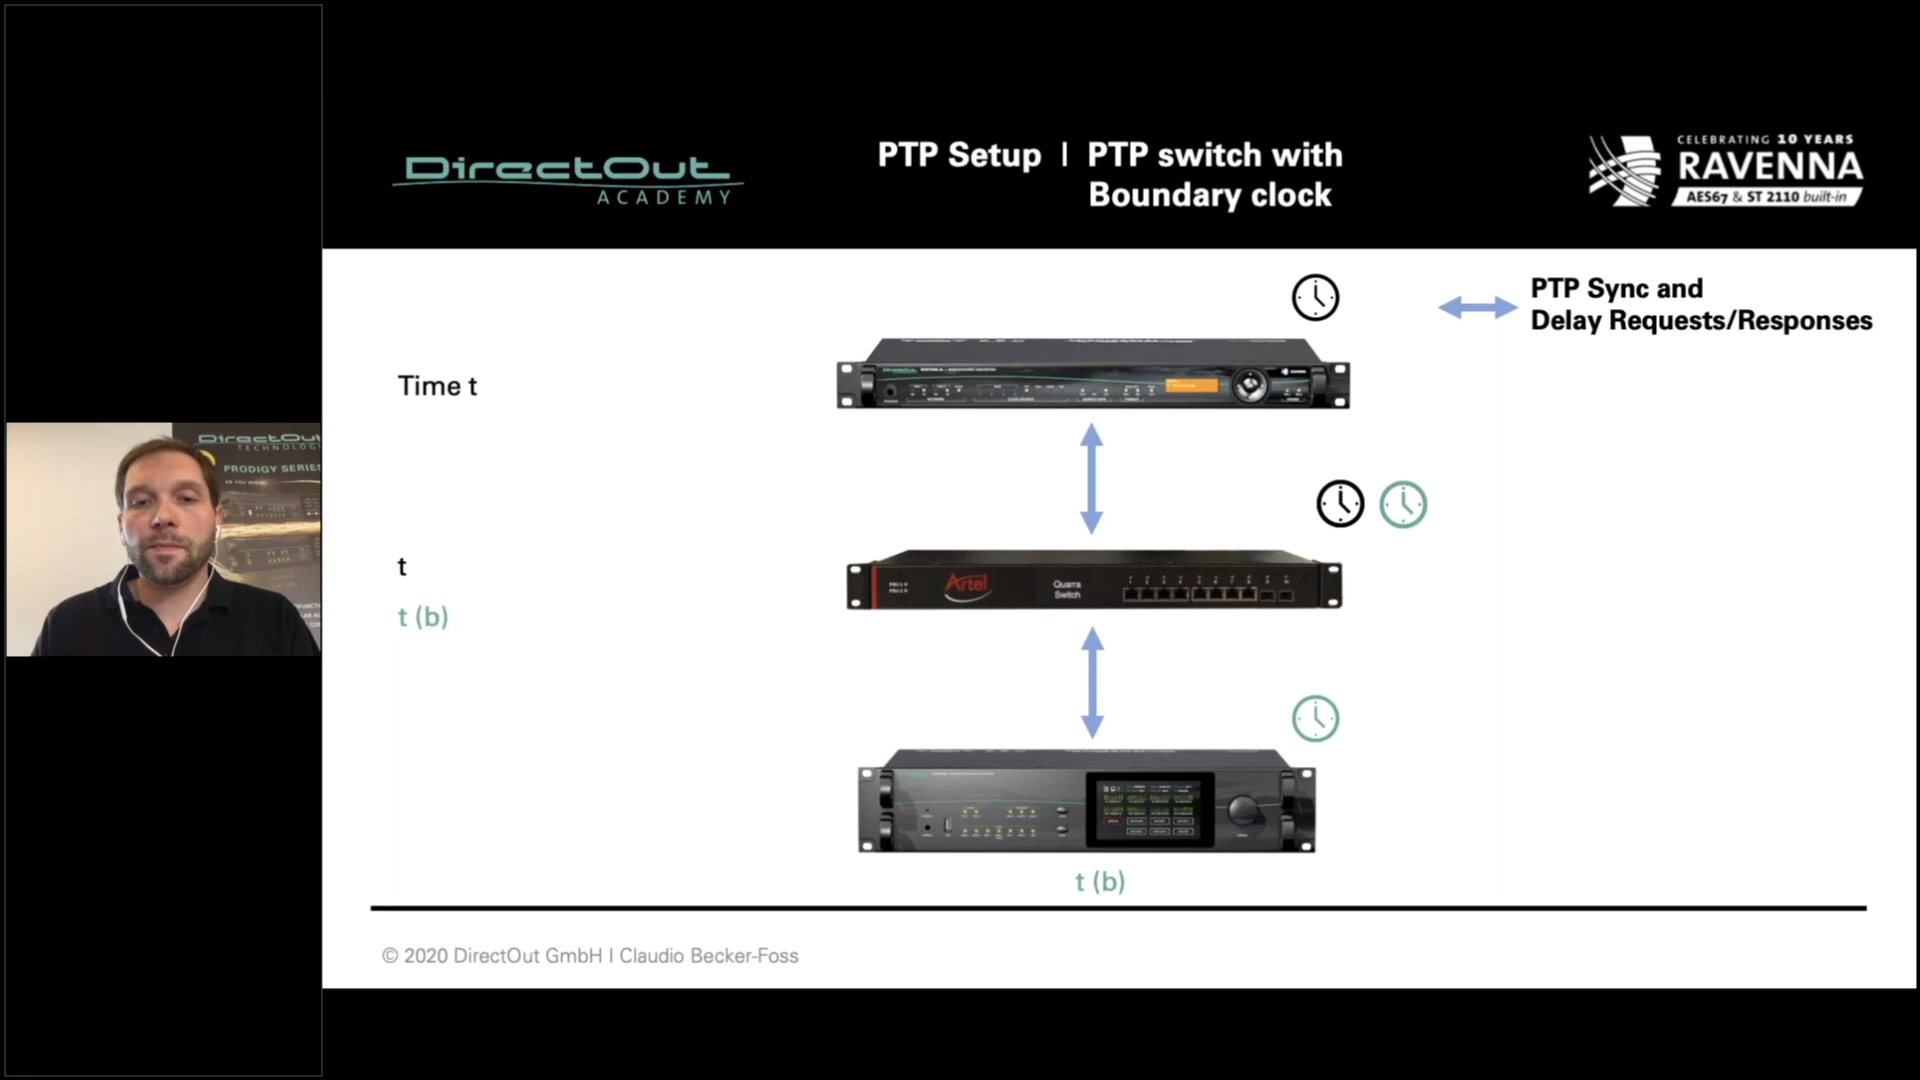 DirectOut
ACADEMY
PTP Setup | PTP switch with
Boundary clock
CELEBRATING 10 YEARS
RAVENNA
AES67 & ST 2110 built-in
PTP Sync and
Delay Requests/Responses
Time t
DirectOut
TECHNOLOGI
PRODIGY SERIES
t
t (b)
Artel
Quarra
Switch
t (b)
© 2020 DirectOut GmbH | Claudio Becker-Foss